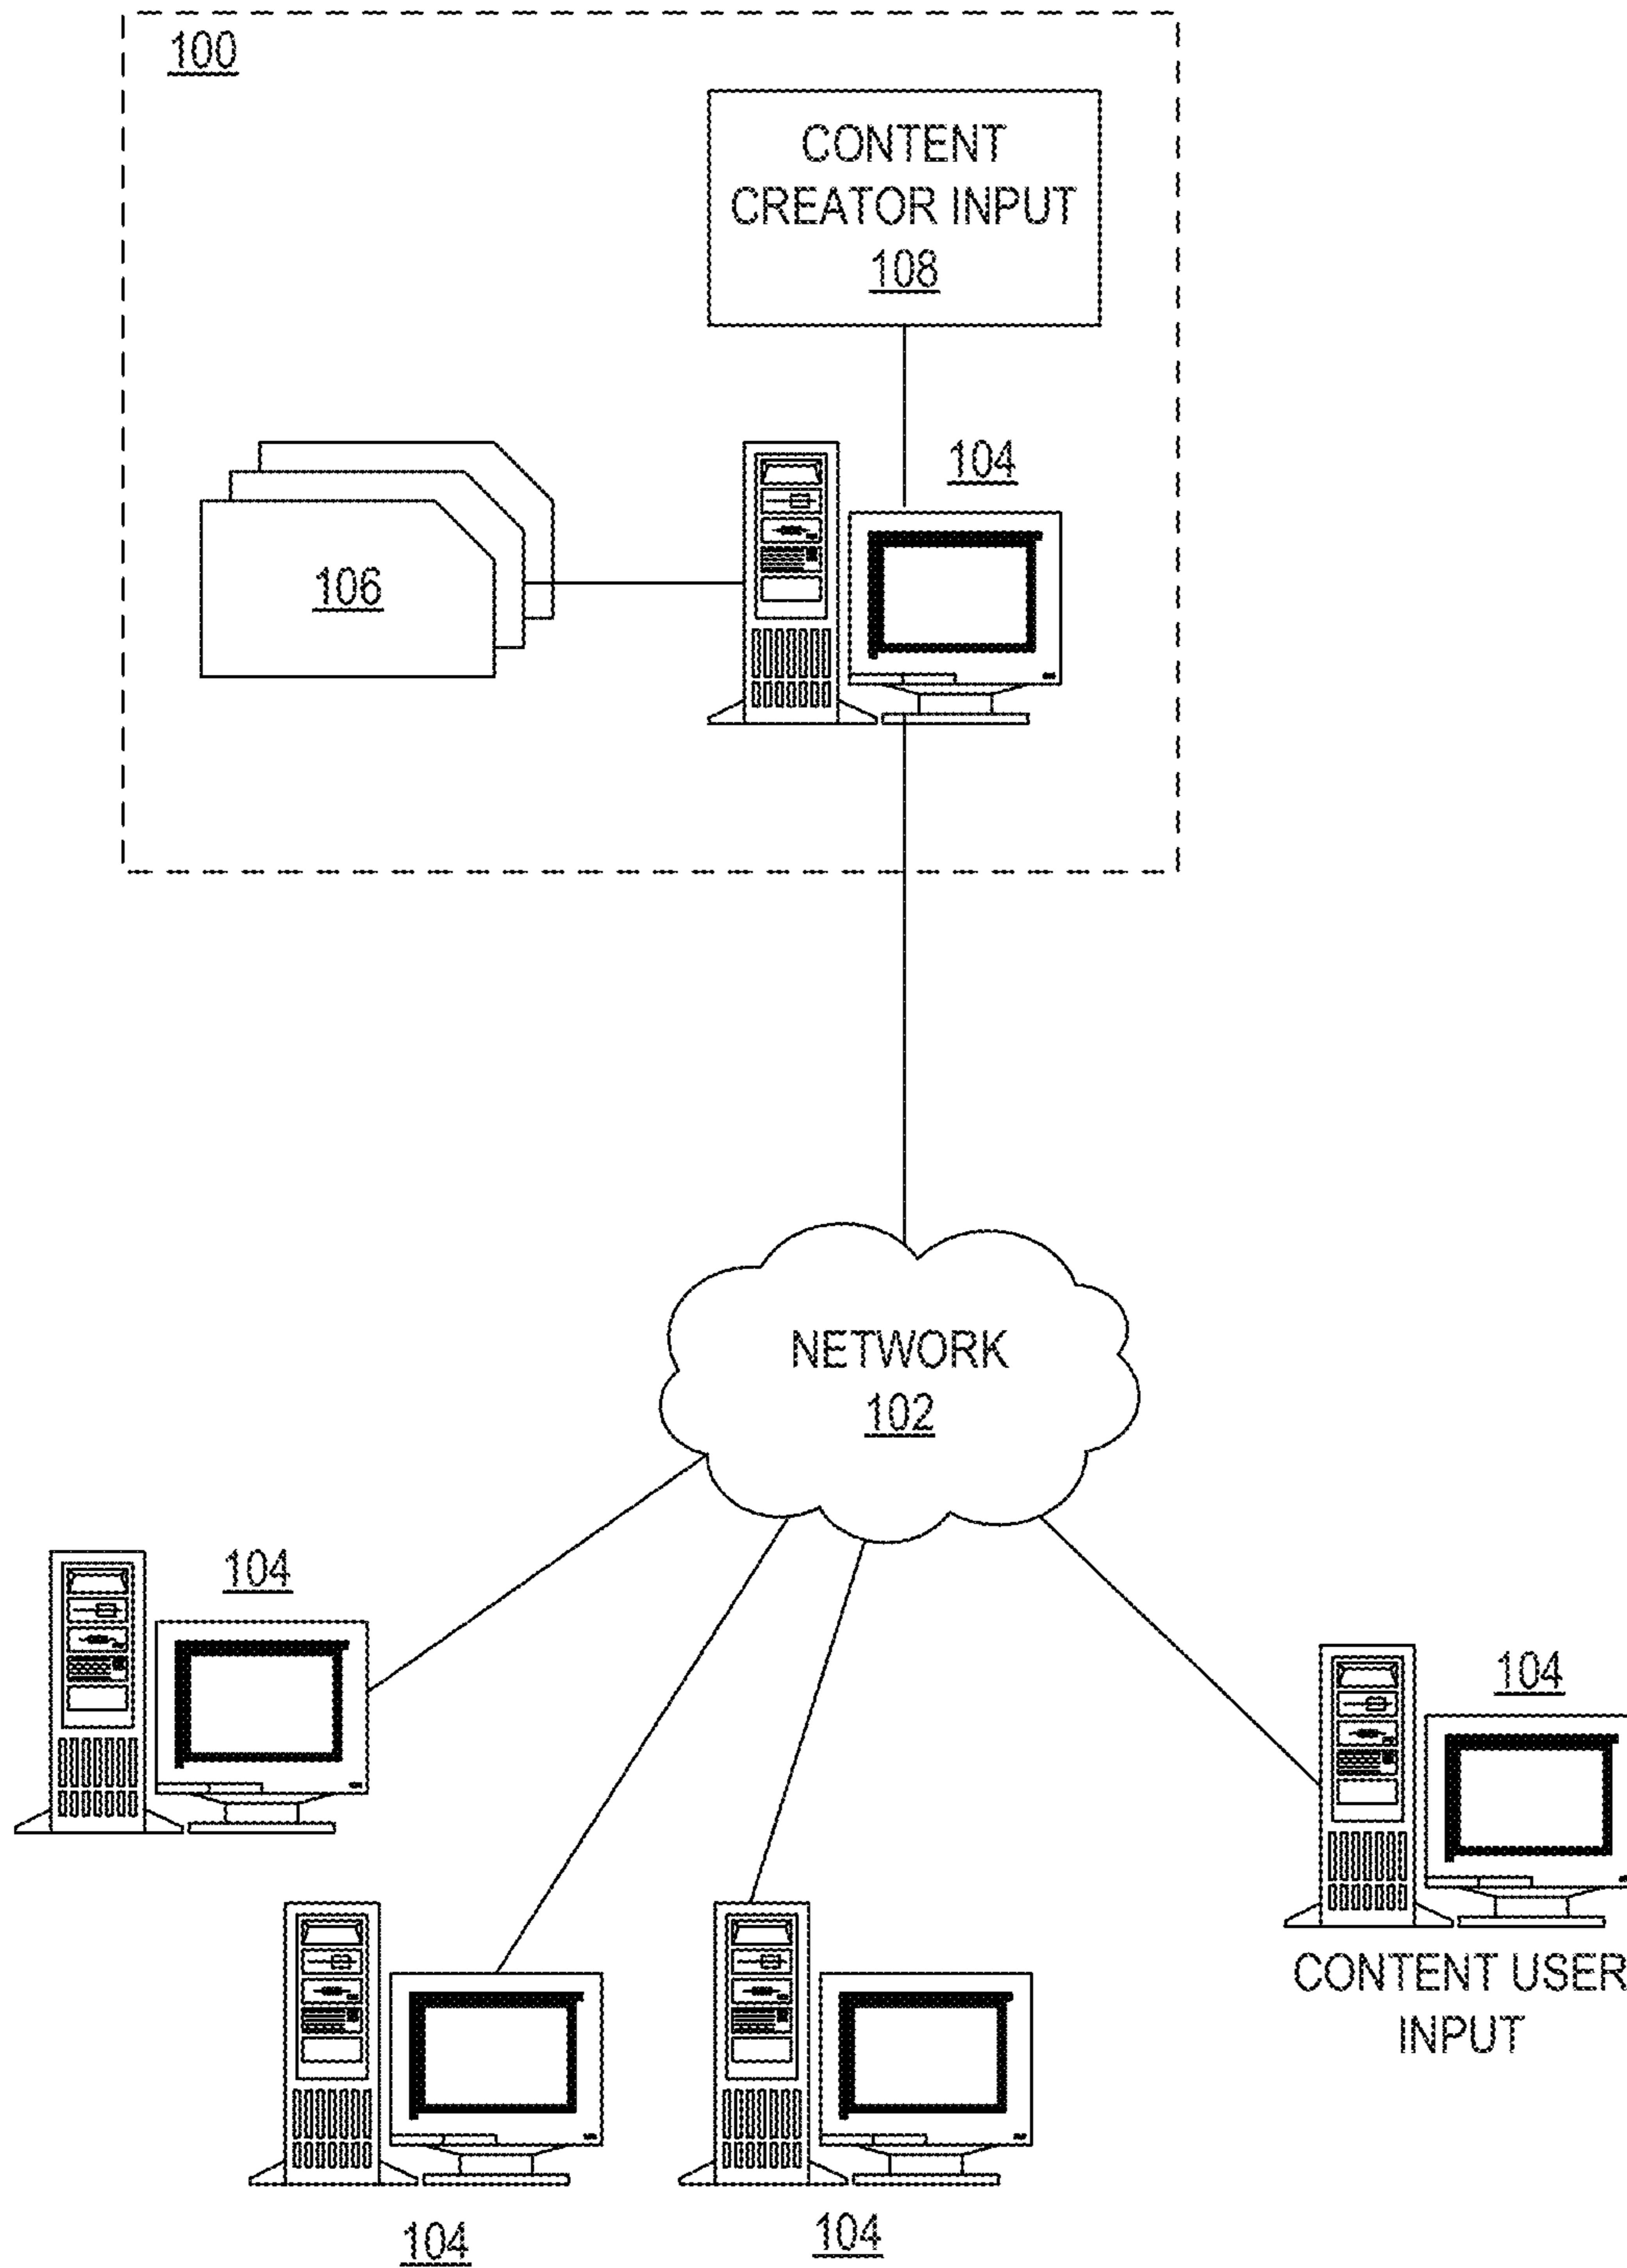 100
CONTENT
CREATOR INPUT
108
104
106
NETWORK
102
104
104
CONTENT USER
INPUT
104
104